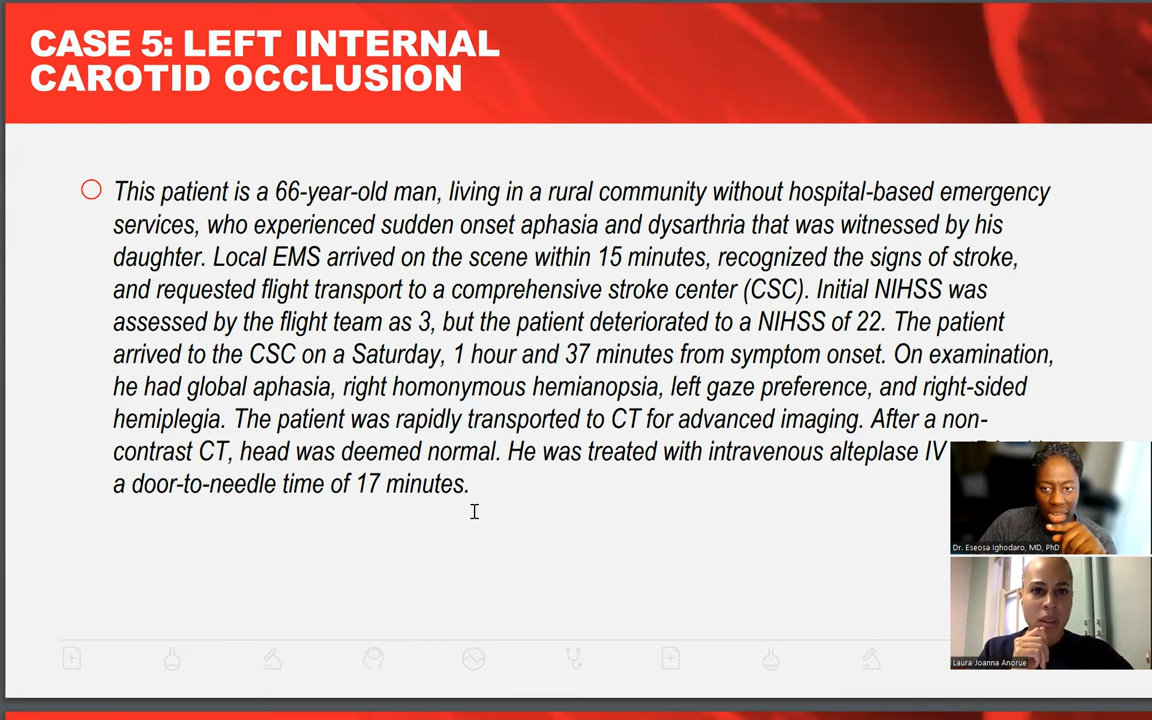 CASE 5: LEFT INTERNAL
CAROTID OCCLUSION
This patient is a 66-year-old man, living in a rural community without hospital-based emergency
services, who experienced sudden onset aphasia and dysarthria that was witnessed by his
daughter. Local EMS arrived on the scene within 15 minutes, recognized the signs of stroke,
and requested flight transport to a comprehensive stroke center (CSC). Initial NIHSS was
assessed by the flight team as 3, but the patient deteriorated to a NIHSS of 22. The patient
arrived to the CSC on a Saturday, 1 hour and 37 minutes from symptom onset. On examination,
he had global aphasia, right homonymous hemianopsia, left gaze preference, and right-sided
hemiplegia. The patient was rapidly transported to CT for advanced imaging. After a non-
contrast CT, head was deemed normal. He was treated with intravenous alteplase IV
a door-to-needle time of 17 minutes.
Dr. Eseosa Ighodaro, MD, PhD
Laura Joanna Anorue